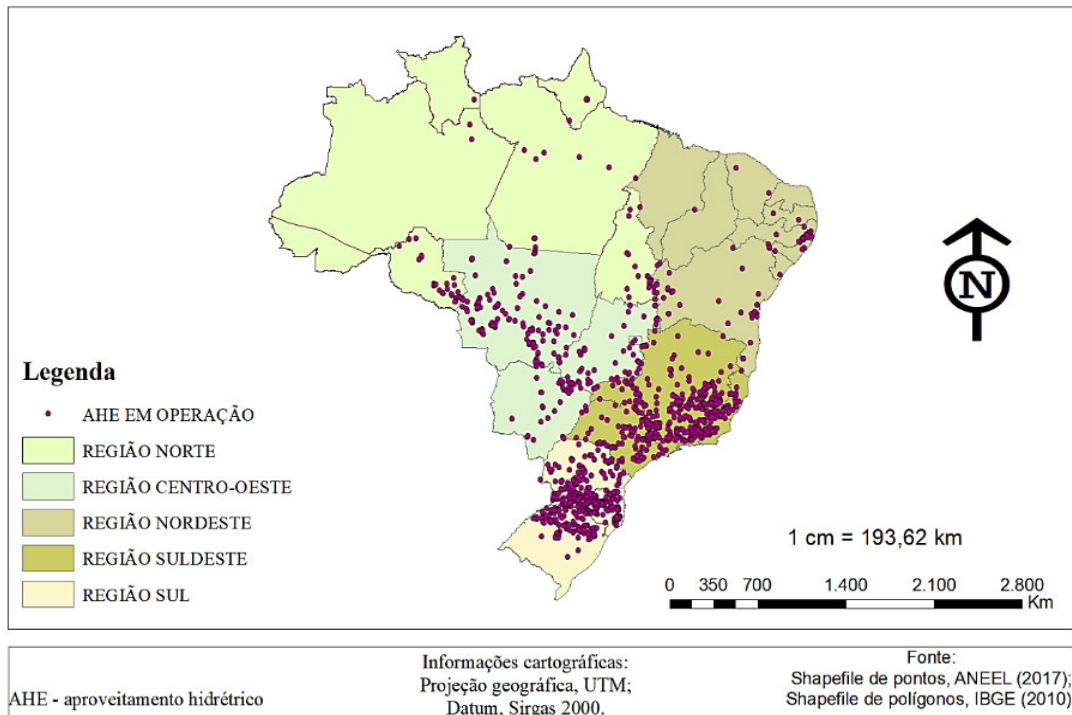 N
Legenda
AHE EM OPERAÇÃO
REGIÃO NORTE
REGIÃO CENTRO-OESTE
REGIÃO NORDESTE
REGIÃO SULDESTE
REGIÃO SUL
1 cm = 193,62 km
0 350 700 1.400 2.100 2.800
Km
AHE - aproveitamento hidrétrico
Informações cartográficas:
Projeção geográfica, UTM;
Datum, Sirgas 2000.
Fonte:
Shapefile de pontos, ANEEL (2017);
Shapefile de polígonos, IBGE (2010)